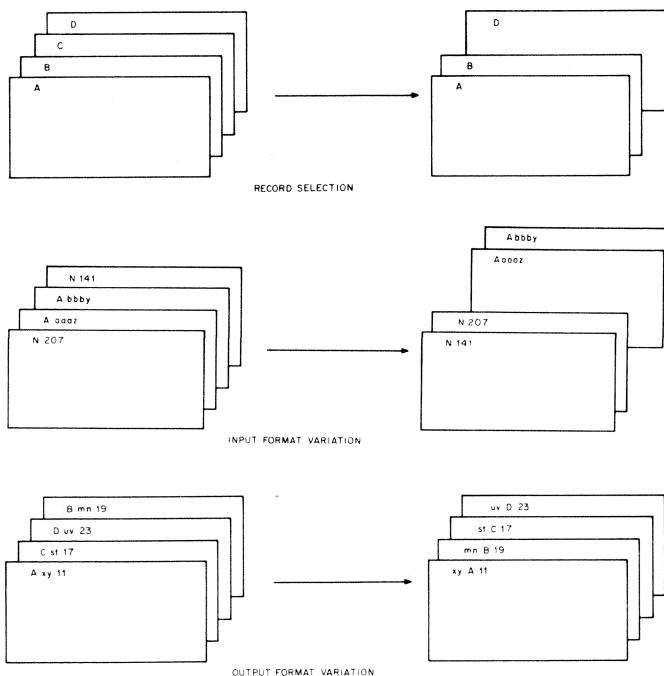 D
C
B
A
D
B
A
RECORD SELECTION
N 141
A bbby
A aaaz
N 207
A bbby
A aaaz
N 207
N 141
INPUT FORMAT VARIATION
B mn 19
D uv 23
C st 17
A xy 11
uv D 23
st C 17
mn B 19
xy A 11
OUTPUT FORMAT VARIATION